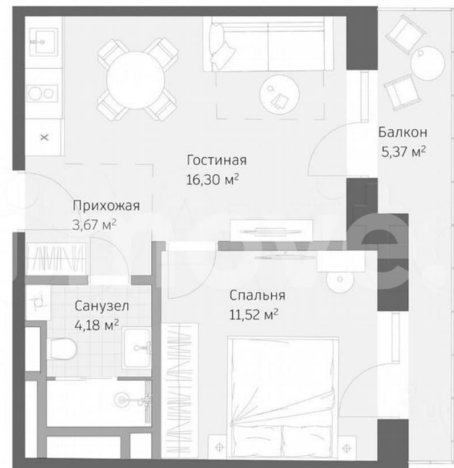 Гостиная
16,30 м²
Балкон
5,37 м²
Прихожая
3,67 м²
X
Санузел
4,18 м²
Спальня
11,52 м²